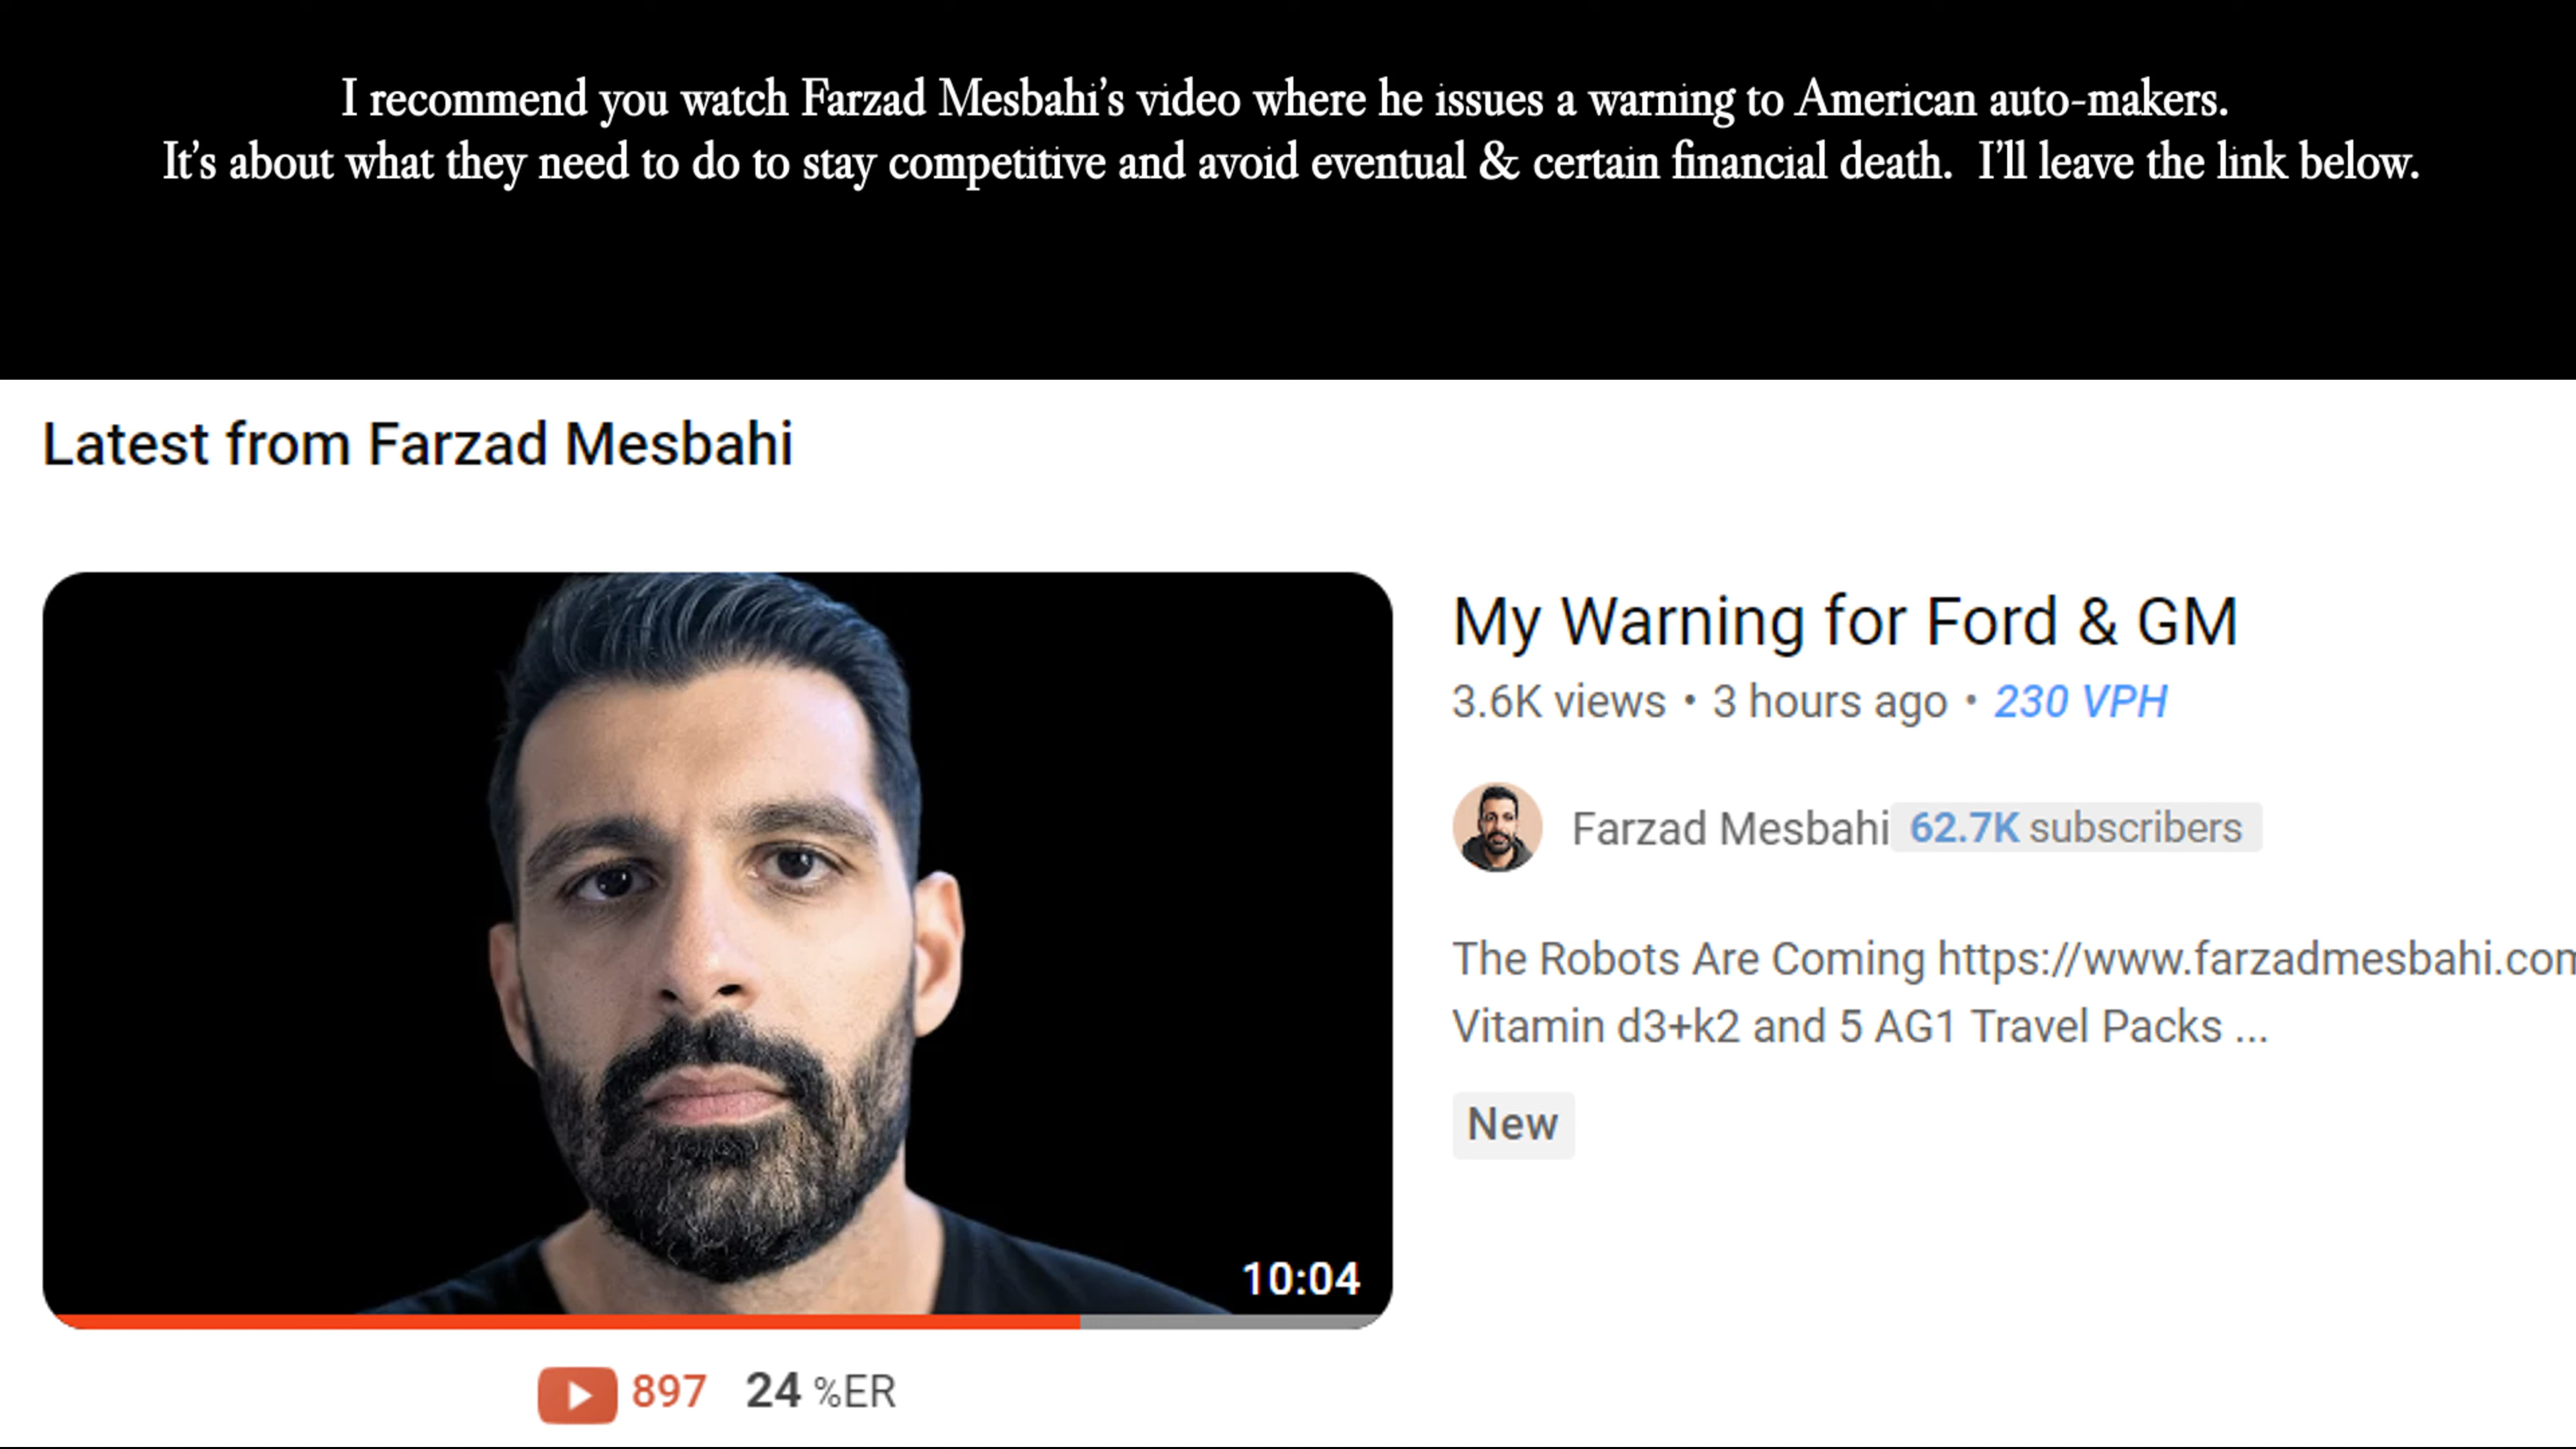 I recommend you watch Farzad Mesbahi’s video where he issues a warning to American auto-makers.
It’s about what they need to do to stay competitive and avoid eventual & certain financial death.  I’ll leave the link below.
Latest from Farzad Mesbahi
My Warning for Ford & GM
3.6K views • 3 hours ago • 230 VPH
Farzad Mesbahi 62.7K subscribers
The Robots Are Coming https://www.farzadmesbahi.com
Vitamin d3+k2 and 5 AG1 Travel Packs ...
New
10:04
897 24 %ER